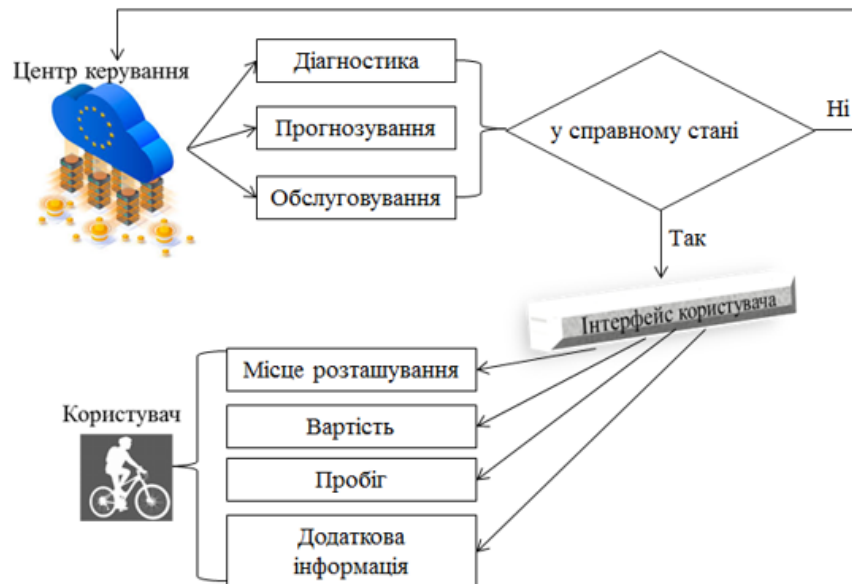 Центр керування
Діагностика
Прогнозування
Обслуговування
у справному стані
Ні
Так
Інтерфейс користувача
Місце розташування
Вартість
Пробіг
Додаткова
інформація
Користувач